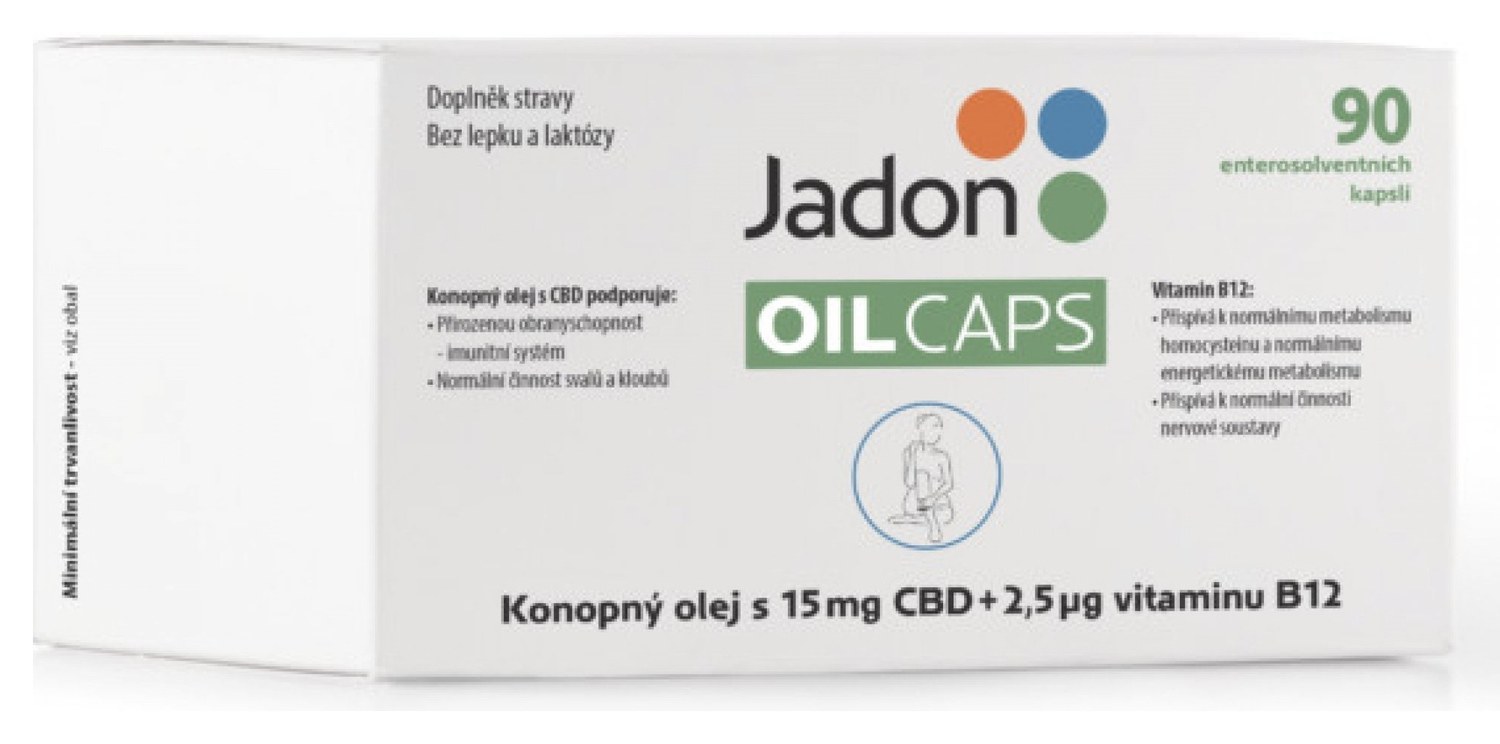 Doplněk stravy
Bez lepku a laktózy
Jadon
90
enterosolventních
kapslí
OILCAPS
Konopný olej s CBD podporuje:
• Přirozenou obranyschopnost
- imunitní systém
• Normální činnost svalů a kloubů
Vitamin B12:
• Přispívá k normálnímu metabolismu
homocysteinu a normálnímu
energetickému metabolismu
• Přispívá k normální činnosti
nervové soustavy
Konopný olej s 15 mg CBD + 2,5 µg vitaminu B12
Minimální trvanlivost - viz obal